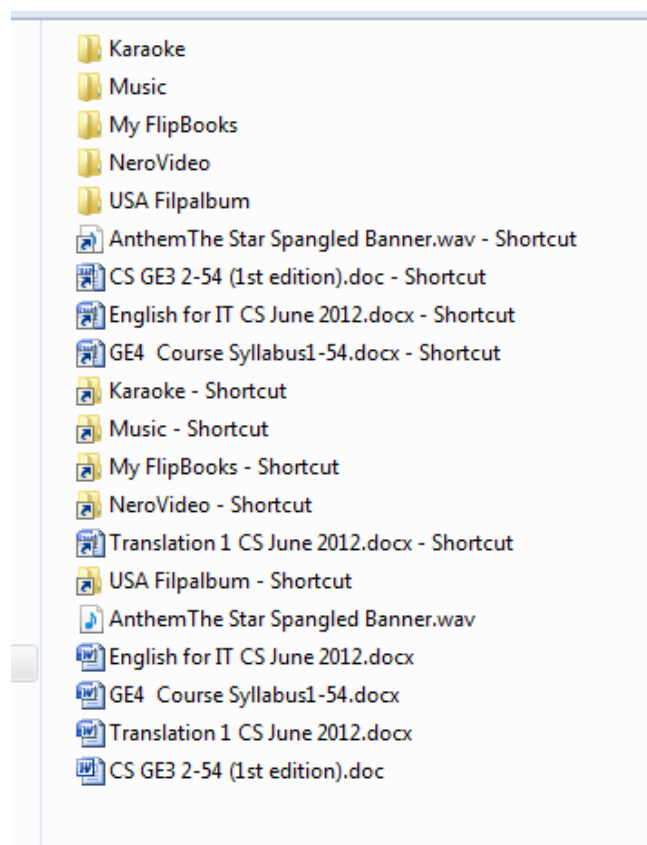 Karaoke
Music
My FlipBooks
NeroVideo
USA Filpalbum
AnthemThe Star Spangled Banner.wav - Shortcut
CS GE3 2-54 (1st edition).doc - Shortcut
English for IT CS June 2012.docx - Shortcut
GE4  Course Syllabus1-54.docx - Shortcut
Karaoke - Shortcut
Music - Shortcut
My FlipBooks - Shortcut
NeroVideo - Shortcut
Translation 1 CS June 2012.docx - Shortcut
USA Filpalbum - Shortcut
AnthemThe Star Spangled Banner.wav
English for IT CS June 2012.docx
GE4  Course Syllabus1-54.docx
Translation 1 CS June 2012.docx
CS GE3 2-54 (1st edition).doc